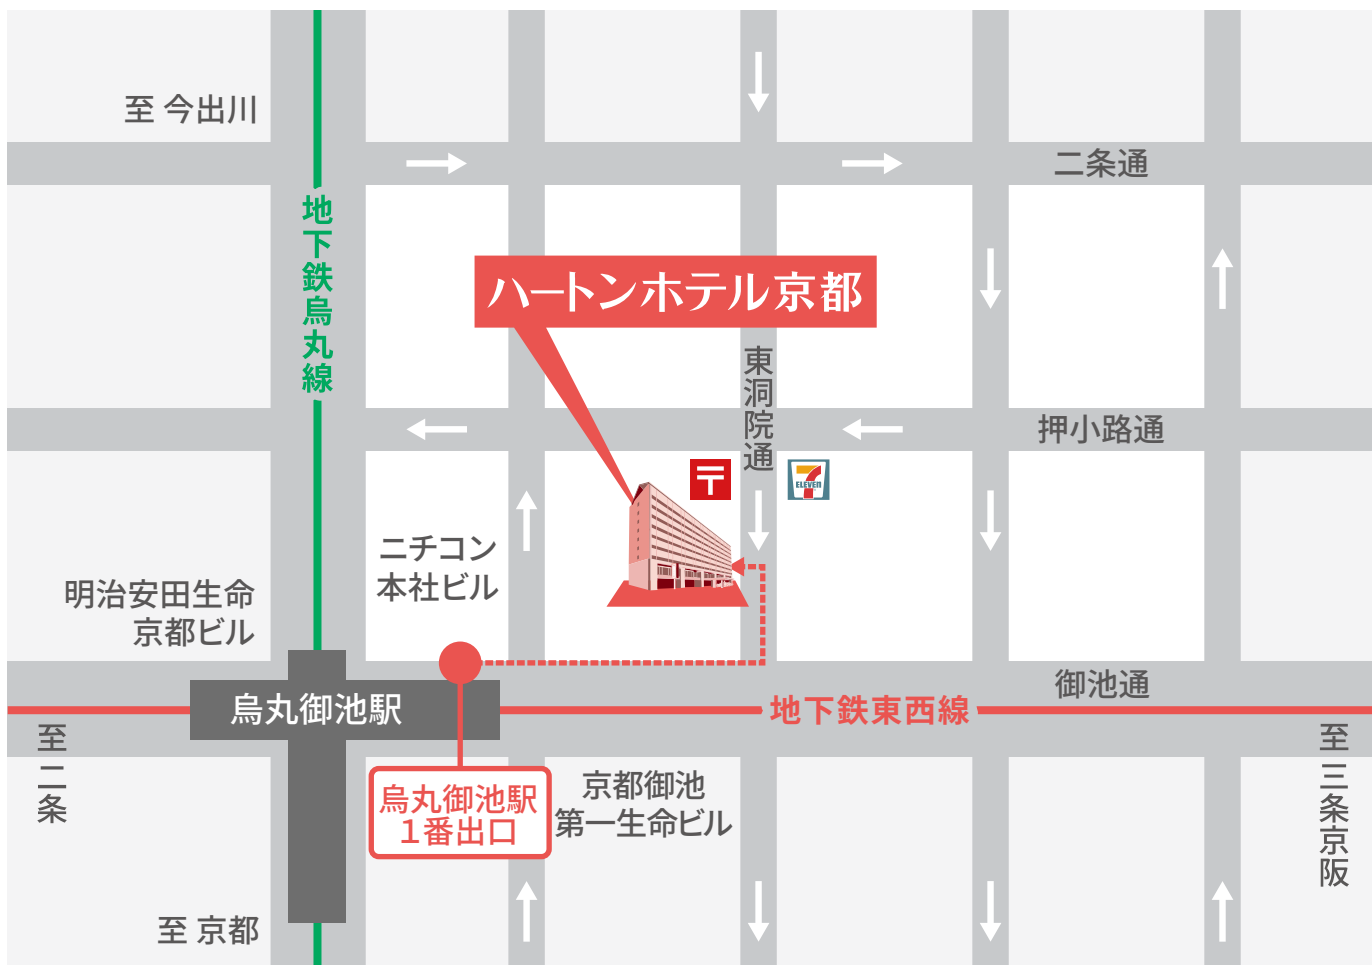 至 今出川
二条通
地下鉄烏丸線
ハートンホテル京都
東洞院通
押小路通
〒
7
ELEVEN
ニチコン
本社ビル
明治安田生命
京都ビル
御池通
烏丸御池駅
地下鉄東西線
至 二条
至 三条京阪
烏丸御池駅
1番出口
京都御池
第一生命ビル
至 京都